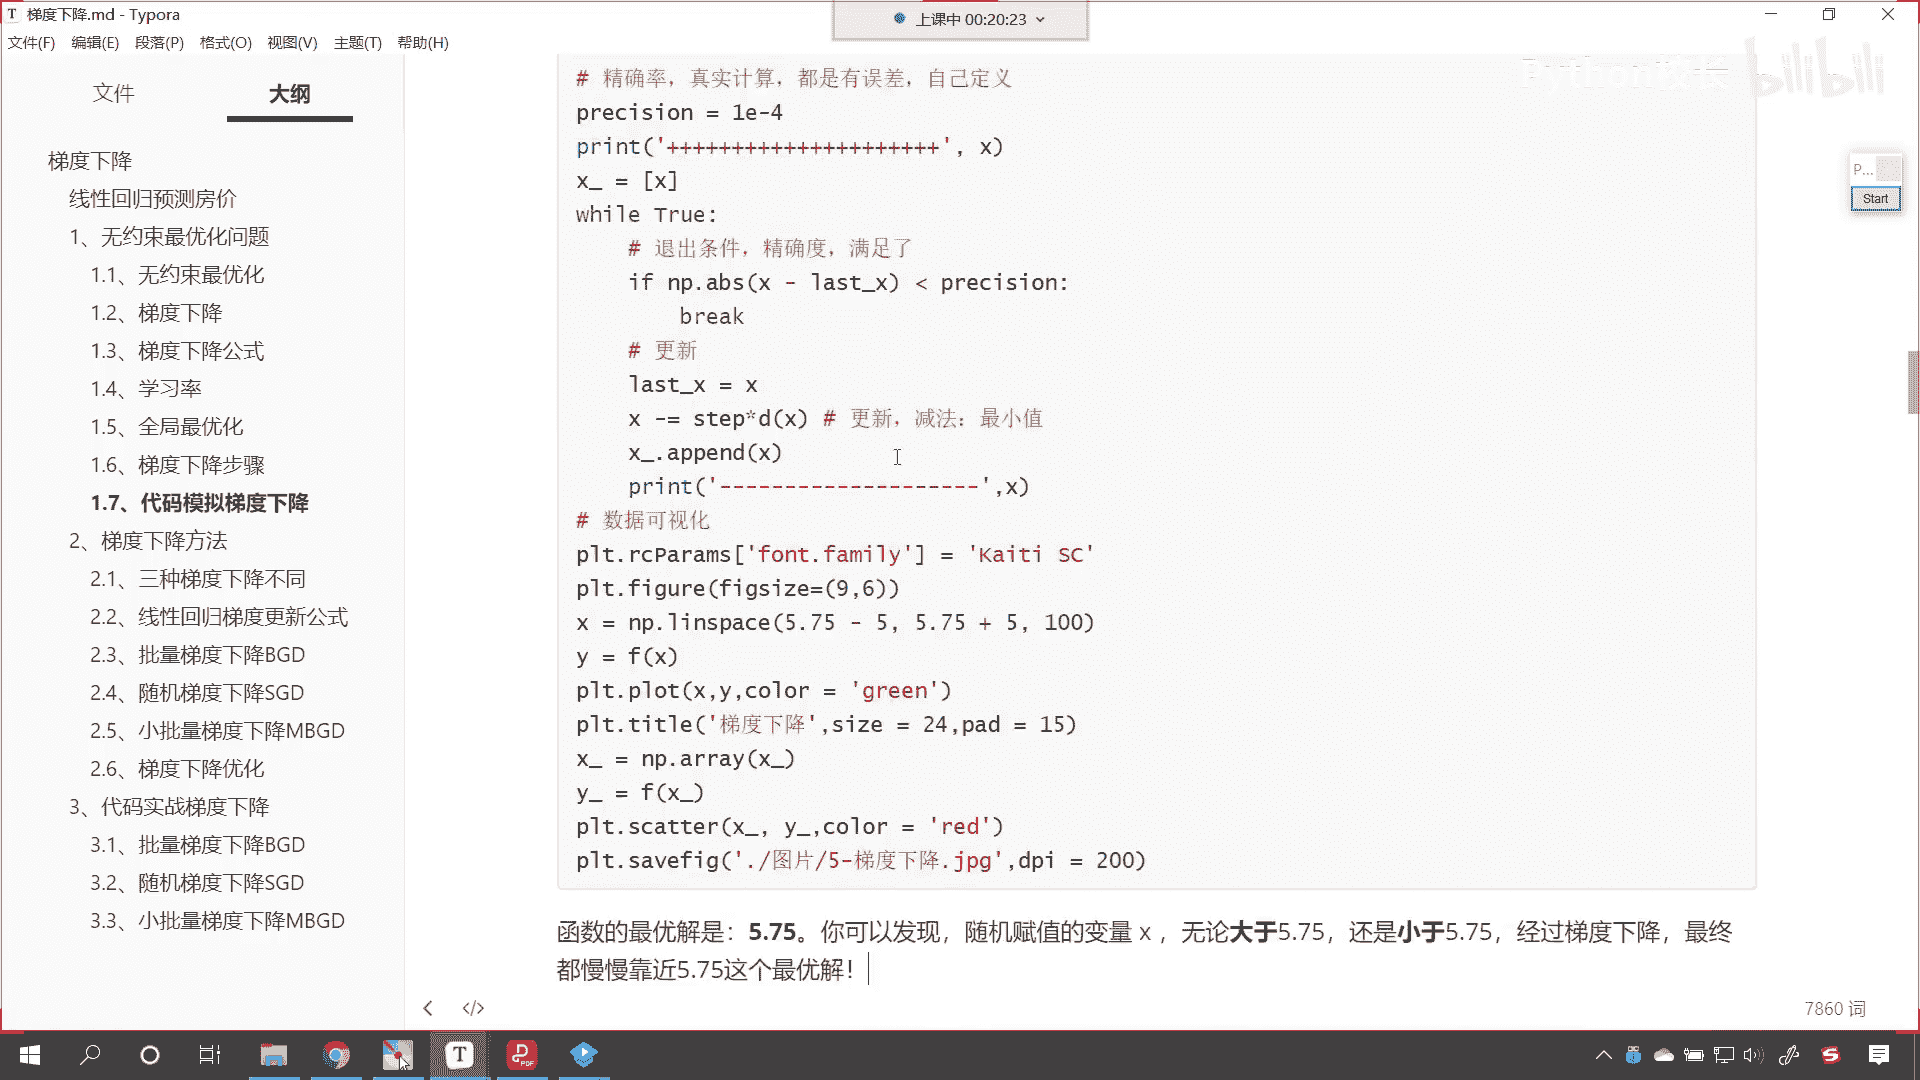 梯度下降.md - Typora
上课中 00:20:23
文件(F) 编辑(E) 段落(P) 格式(O) 视图(V) 主题(T) 帮助(H)
文件
大纲
梯度下降
线性回归预测房价
1、无约束最优化问题
1.1、无约束最优化
1.2、梯度下降
1.3、梯度下降公式
1.4、学习率
1.5、全局最优化
1.6、梯度下降步骤
1.7、代码模拟梯度下降
2、梯度下降方法
2.1、三种梯度下降不同
2.2、线性回归梯度更新公式
2.3、批量梯度下降BGD
2.4、随机梯度下降SGD
2.5、小批量梯度下降MBGD
2.6、梯度下降优化
3、代码实战梯度下降
3.1、批量梯度下降BGD
3.2、随机梯度下降SGD
3.3、小批量梯度下降MBGD
# 精确率，真实计算，都是有误差，自己定义
precision = 1e-4
print('+++++++++++++++++++++', x)
x_ = [x]
while True:
    # 退出条件，精确度，满足了
    if np.abs(x - last_x) < precision:
        break
    # 更新
    last_x = x
    x -= step*d(x) # 更新，减法：最小值
    x_.append(x)
    print('--------------------',x)
# 数据可视化
plt.rcParams['font.family'] = 'Kaiti SC'
plt.figure(figsize=(9,6))
x = np.linspace(5.75 - 5, 5.75 + 5, 100)
y = f(x)
plt.plot(x,y,color = 'green')
plt.title('梯度下降',size = 24,pad = 15)
x_ = np.array(x_)
y_ = f(x_)
plt.scatter(x_, y_,color = 'red')
plt.savefig('./图片/5-梯度下降.jpg',dpi = 200)
函数的最优解是：5.75。你可以发现，随机赋值的变量 x ，无论大于5.75，还是小于5.75，经过梯度下降，最终
都慢慢靠近5.75这个最优解！
7860 词
Python校长 bilibili
P...
Start